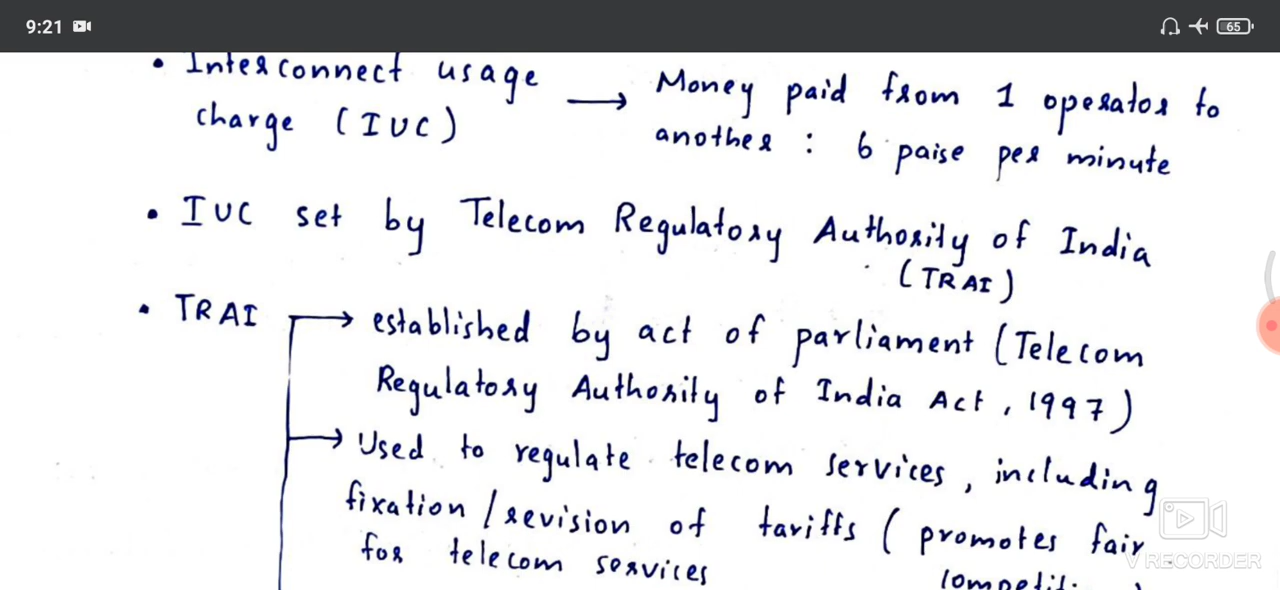 9:21
65
• Interconnect usage → Money paid from 1 operator to
charge (IUC) another : 6 paise per minute
• IUC set by Telecom Regulatory Authority of India
(TRAI)
• TRAI → established by act of parliament (Telecom
Regulatory Authority of India Act, 1997)
→ Used to regulate telecom services, including
fixation / revision of tariffs (promotes fair
for telecom services
V RECORDER